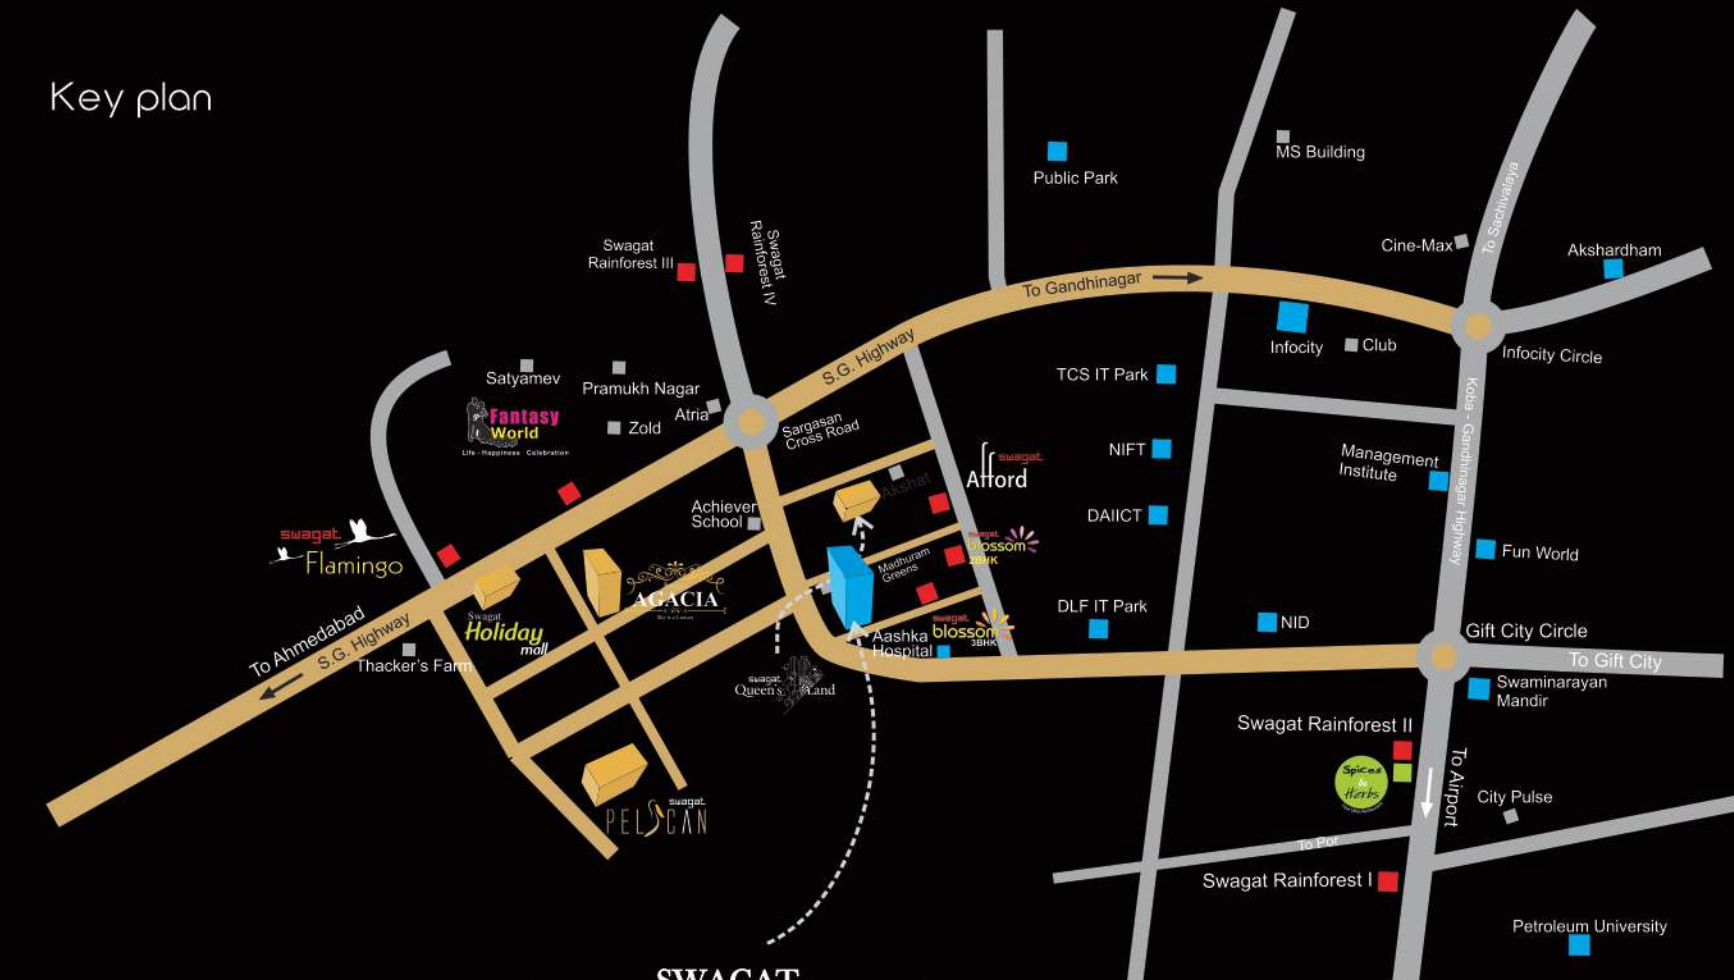 Key plan
MS Building
Public Park
To Sachivalaya
Cine-Max
Akshardham
Swagat
Rainforest III
Swagat
Rainforest IV
To Gandhinagar
Infocity
Club
Infocity Circle
S.G. Highway
Satyamev
Pramukh Nagar
Atria
Zold
Fantasy
World
Life - Happiness Celebration
Sargasan
Cross Road
TCS IT Park
Koba - Gandhinagar Highway
NIFT
Management
Institute
swagat
Afford
Akshat
Achiever
School
DAIICT
swagat
Flamingo
swagat
blossom
2BHK
Madhuram
Greens
Fun World
AGACIA
Swagat
Holiday
mall
DLF IT Park
NID
swagat
blossom
3BHK
Aashka
Hospital
Gift City Circle
To Gift City
To Ahmedabad
S.G. Highway
Thacker's Farm
swagat
Queen's Land
Swaminarayan
Mandir
Swagat Rainforest II
Spices
&
Herbs
To Airport
City Pulse
swagat
PELICAN
To Por
Swagat Rainforest I
Petroleum University
SWAGAT